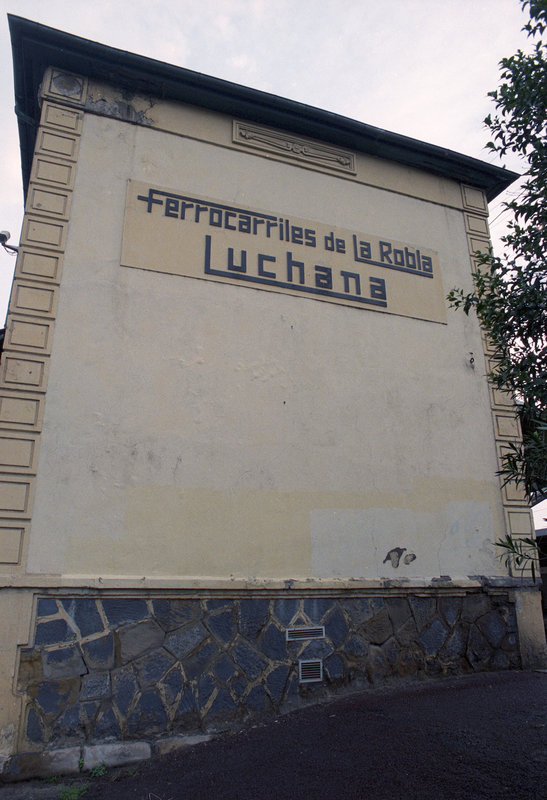 Ferrocarriles de La Robla
Luchana